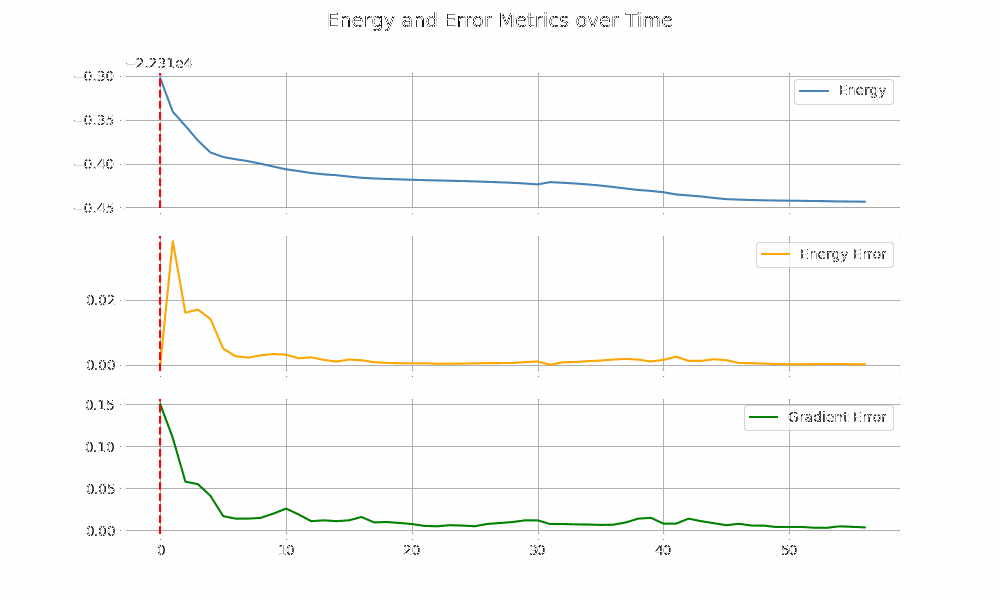 Energy and Error Metrics over Time
−2.231e4
−0.30
−0.35
−0.40
−0.45
Energy
0.02
0.00
Energy Error
0.15
0.10
0.05
0.00
Gradient Error
0 10 20 30 40 50